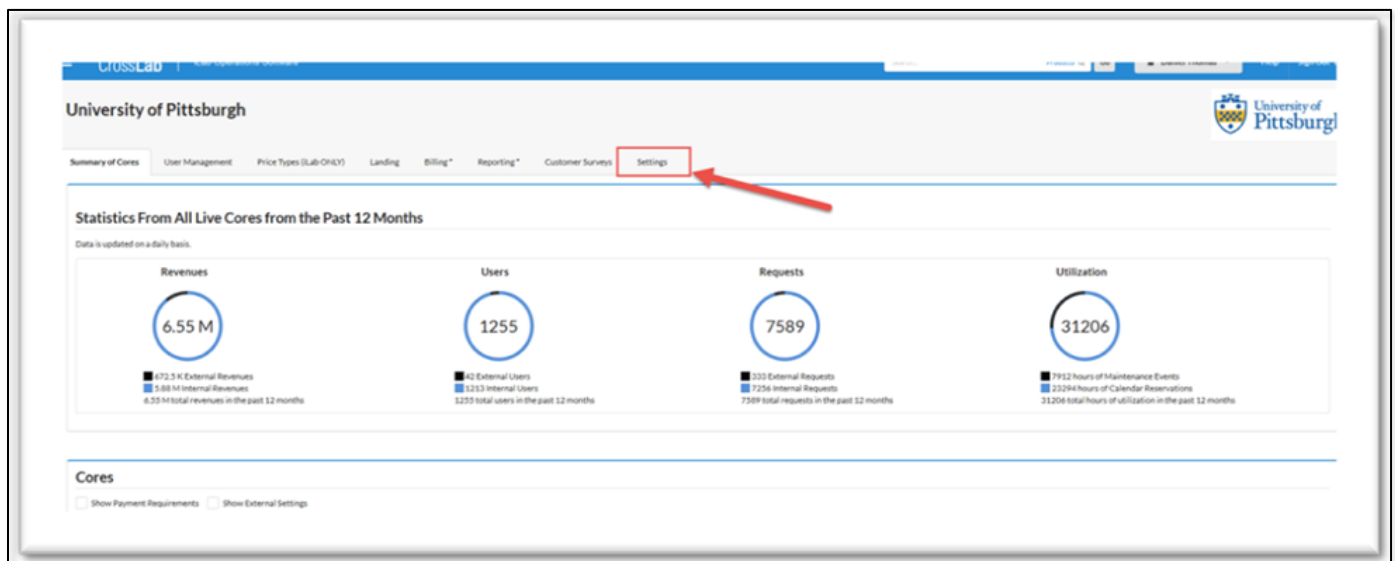 CrossLab
University of Pittsburgh
University of
Pittsburgl
Summary of Cores User Management Price Types (iLab ONLY) Landing Billing* Reporting* Customer Surveys Settings
Statistics From All Live Cores from the Past 12 Months
Data is updated on a daily basis.
Revenues Users Requests Utilization
6.55 M 1255 7589 31206
672.5 K External Revenues 42 External Users 333 External Requests 7912 hours of Maintenance Events
5.88 M Internal Revenues 1213 Internal Users 7256 Internal Requests 23294 hours of Calendar Reservations
6.55 M total revenues in the past 12 months 1255 total users in the past 12 months 7589 total requests in the past 12 months 31206 total hours of utilization in the past 12 months
Cores
Show Payment Requirements Show External Settings